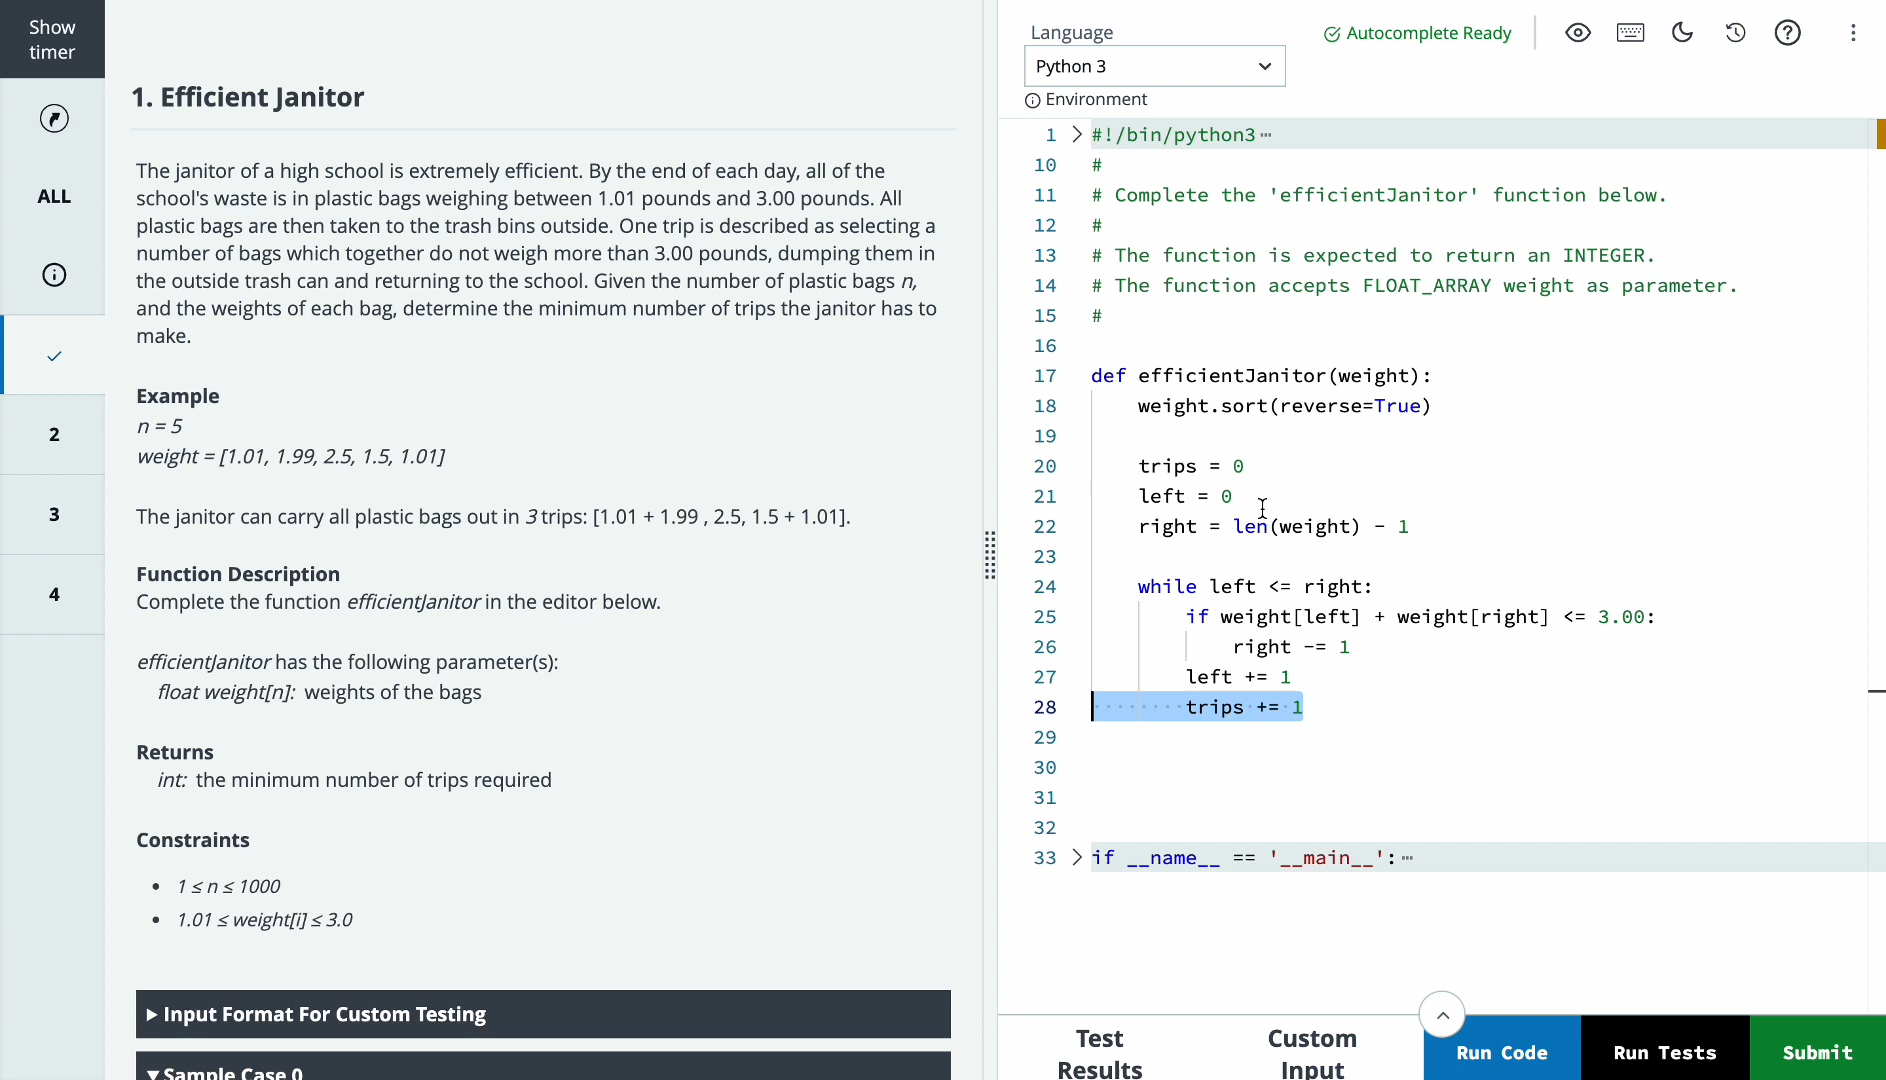 Show
timer
ALL
2
3
4
1. Efficient Janitor
The janitor of a high school is extremely efficient. By the end of each day, all of the
school's waste is in plastic bags weighing between 1.01 pounds and 3.00 pounds. All
plastic bags are then taken to the trash bins outside. One trip is described as selecting a
number of bags which together do not weigh more than 3.00 pounds, dumping them in
the outside trash can and returning to the school. Given the number of plastic bags n,
and the weights of each bag, determine the minimum number of trips the janitor has to
make.
Example
n = 5
weight = [1.01, 1.99, 2.5, 1.5, 1.01]
The janitor can carry all plastic bags out in 3 trips: [1.01 + 1.99 , 2.5, 1.5 + 1.01].
Function Description
Complete the function efficientJanitor in the editor below.
efficientJanitor has the following parameter(s):
float weight[n]: weights of the bags
Returns
int: the minimum number of trips required
Constraints
• 1 ≤ n ≤ 1000
• 1.01 ≤ weight[i] ≤ 3.0
Input Format For Custom Testing
Sample Case 0
Language
Autocomplete Ready
Python 3
Environment
1 #!/bin/python3
10 #
11 # Complete the 'efficientJanitor' function below.
12 #
13 # The function is expected to return an INTEGER.
14 # The function accepts FLOAT_ARRAY weight as parameter.
15 #
16
17 def efficientJanitor(weight):
18 weight.sort(reverse=True)
19
20 trips = 0
21 left = 0
22 right = len(weight) - 1
23
24 while left <= right:
25 if weight[left] + weight[right] <= 3.00:
26 right -= 1
27 left += 1
28 trips += 1
29
30
31
32
33 if __name__ == '__main__':
Test
Results
Custom
Input
Run Code
Run Tests
Submit